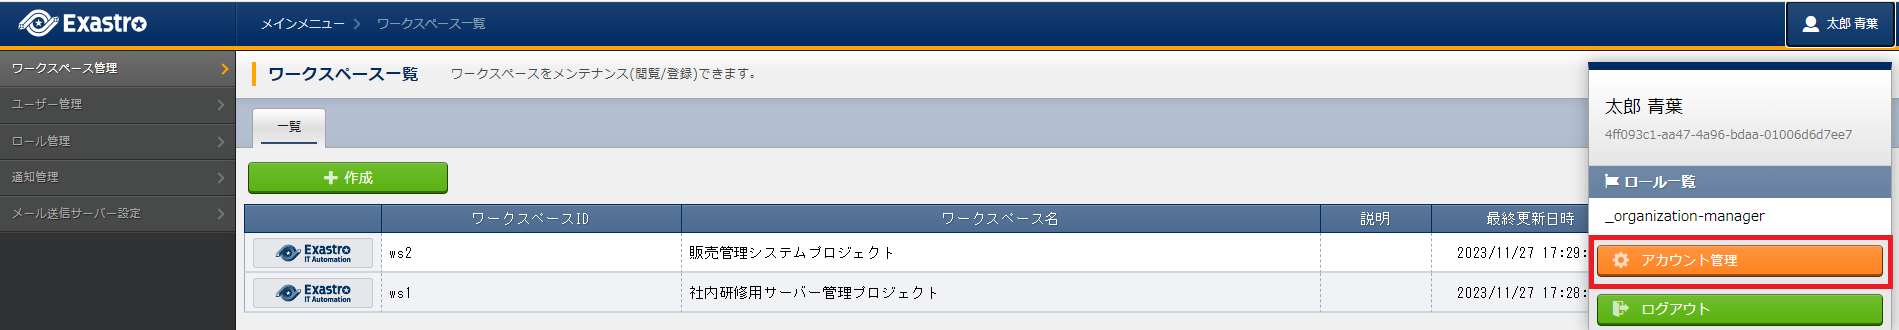 Exastro
メインメニュー
ワークスペース一覧
太郎 青葉
ワークスペース管理
ユーザー管理
ロール管理
通知管理
メール送信サーバー設定
ワークスペース一覧
ワークスペースをメンテナンス(閲覧/登録)できます。
一覧
作成
ワークスペースID
ワークスペース名
説明
最終更新日時
Exastro
IT Automation
ws2
販売管理システムプロジェクト
2023/11/27 17:29:
Exastro
IT Automation
ws1
社内研修用サーバー管理プロジェクト
2023/11/27 17:28:
太郎 青葉
4ff093c1-aa47-4a96-bdaa-01006d6d7ee7
ロール一覧
_organization-manager
アカウント管理
ログアウト